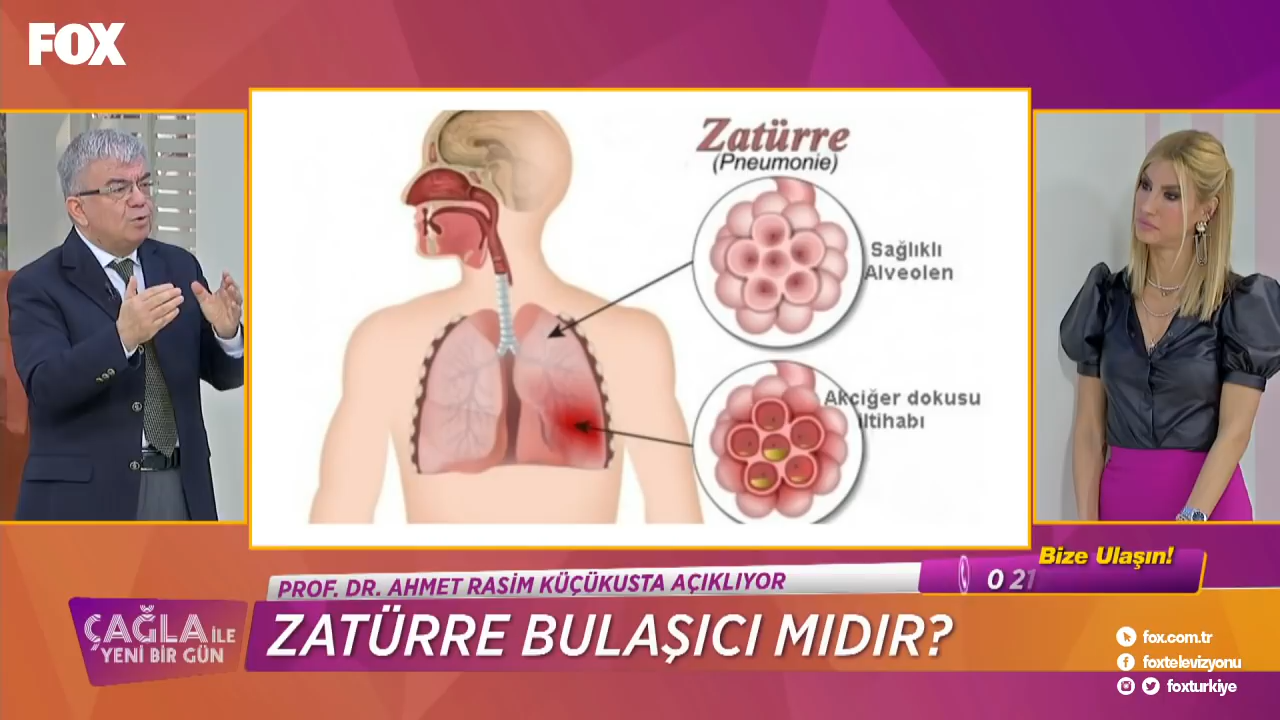 FOX
Zatürre
(Pneumonie)
Sağlıklı
Alveolen
Akciğer dokusu
iltihabı
Bize Ulaşın!
PROF. DR. AHMET RASİM KÜÇÜKUSTA AÇIKLIYOR
0 21
ÇAĞLA İLE
YENİ BİR GÜN
ZATÜRRE BULAŞICI MIDIR?
fox.com.tr
foxtelevizyonu
foxturkiye